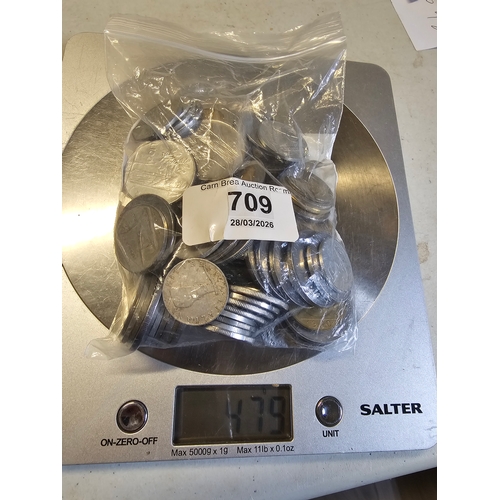 Carn Brea Auction Rooms
709
28/03/2026
479
ON-ZERO-OFF
UNIT
SALTER
Max 5000g x 1g Max 11lb x 0.1oz